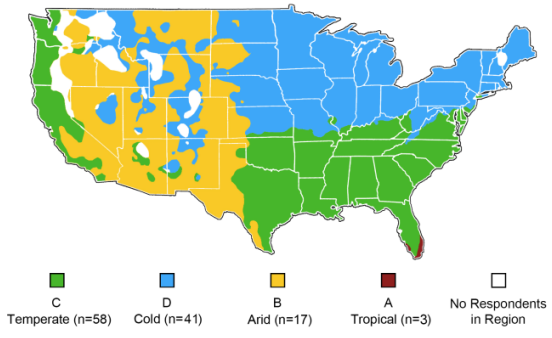 C
Temperate (n=58)
D
Cold (n=41)
B
Arid (n=17)
A
Tropical (n=3)
No Respondents
in Region